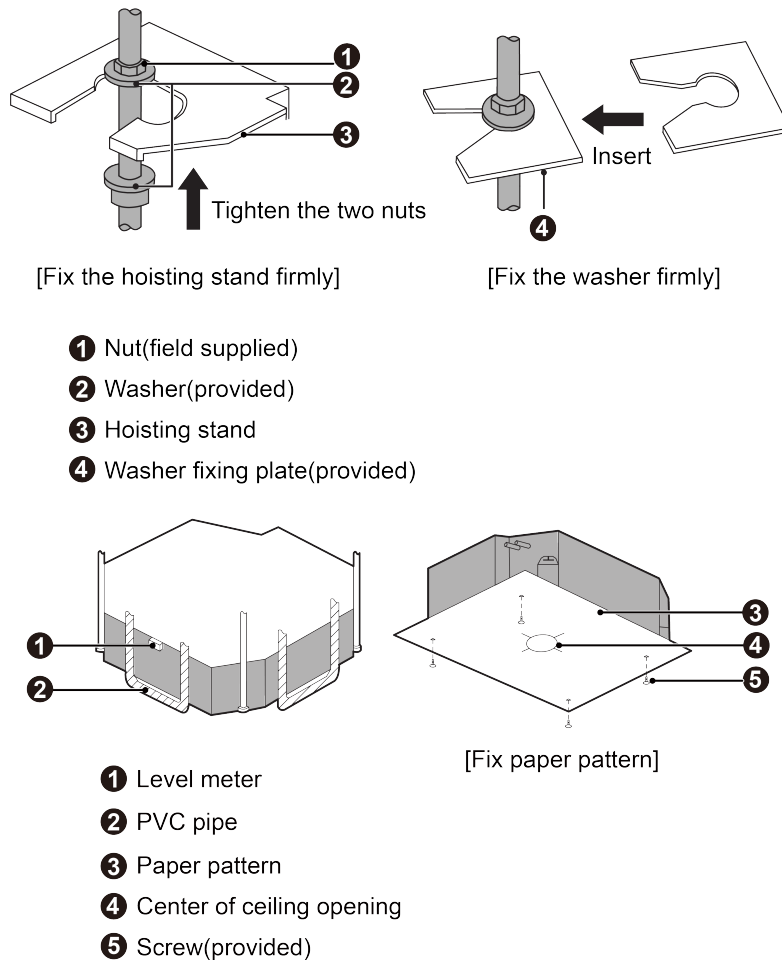 1
2
3
Tighten the two nuts
[Fix the hoisting stand firmly]
Insert
4
[Fix the washer firmly]
1 Nut(field supplied)
2 Washer(provided)
3 Hoisting stand
4 Washer fixing plate(provided)
1
2
3
4
5
[Fix paper pattern]
1 Level meter
2 PVC pipe
3 Paper pattern
4 Center of ceiling opening
5 Screw(provided)